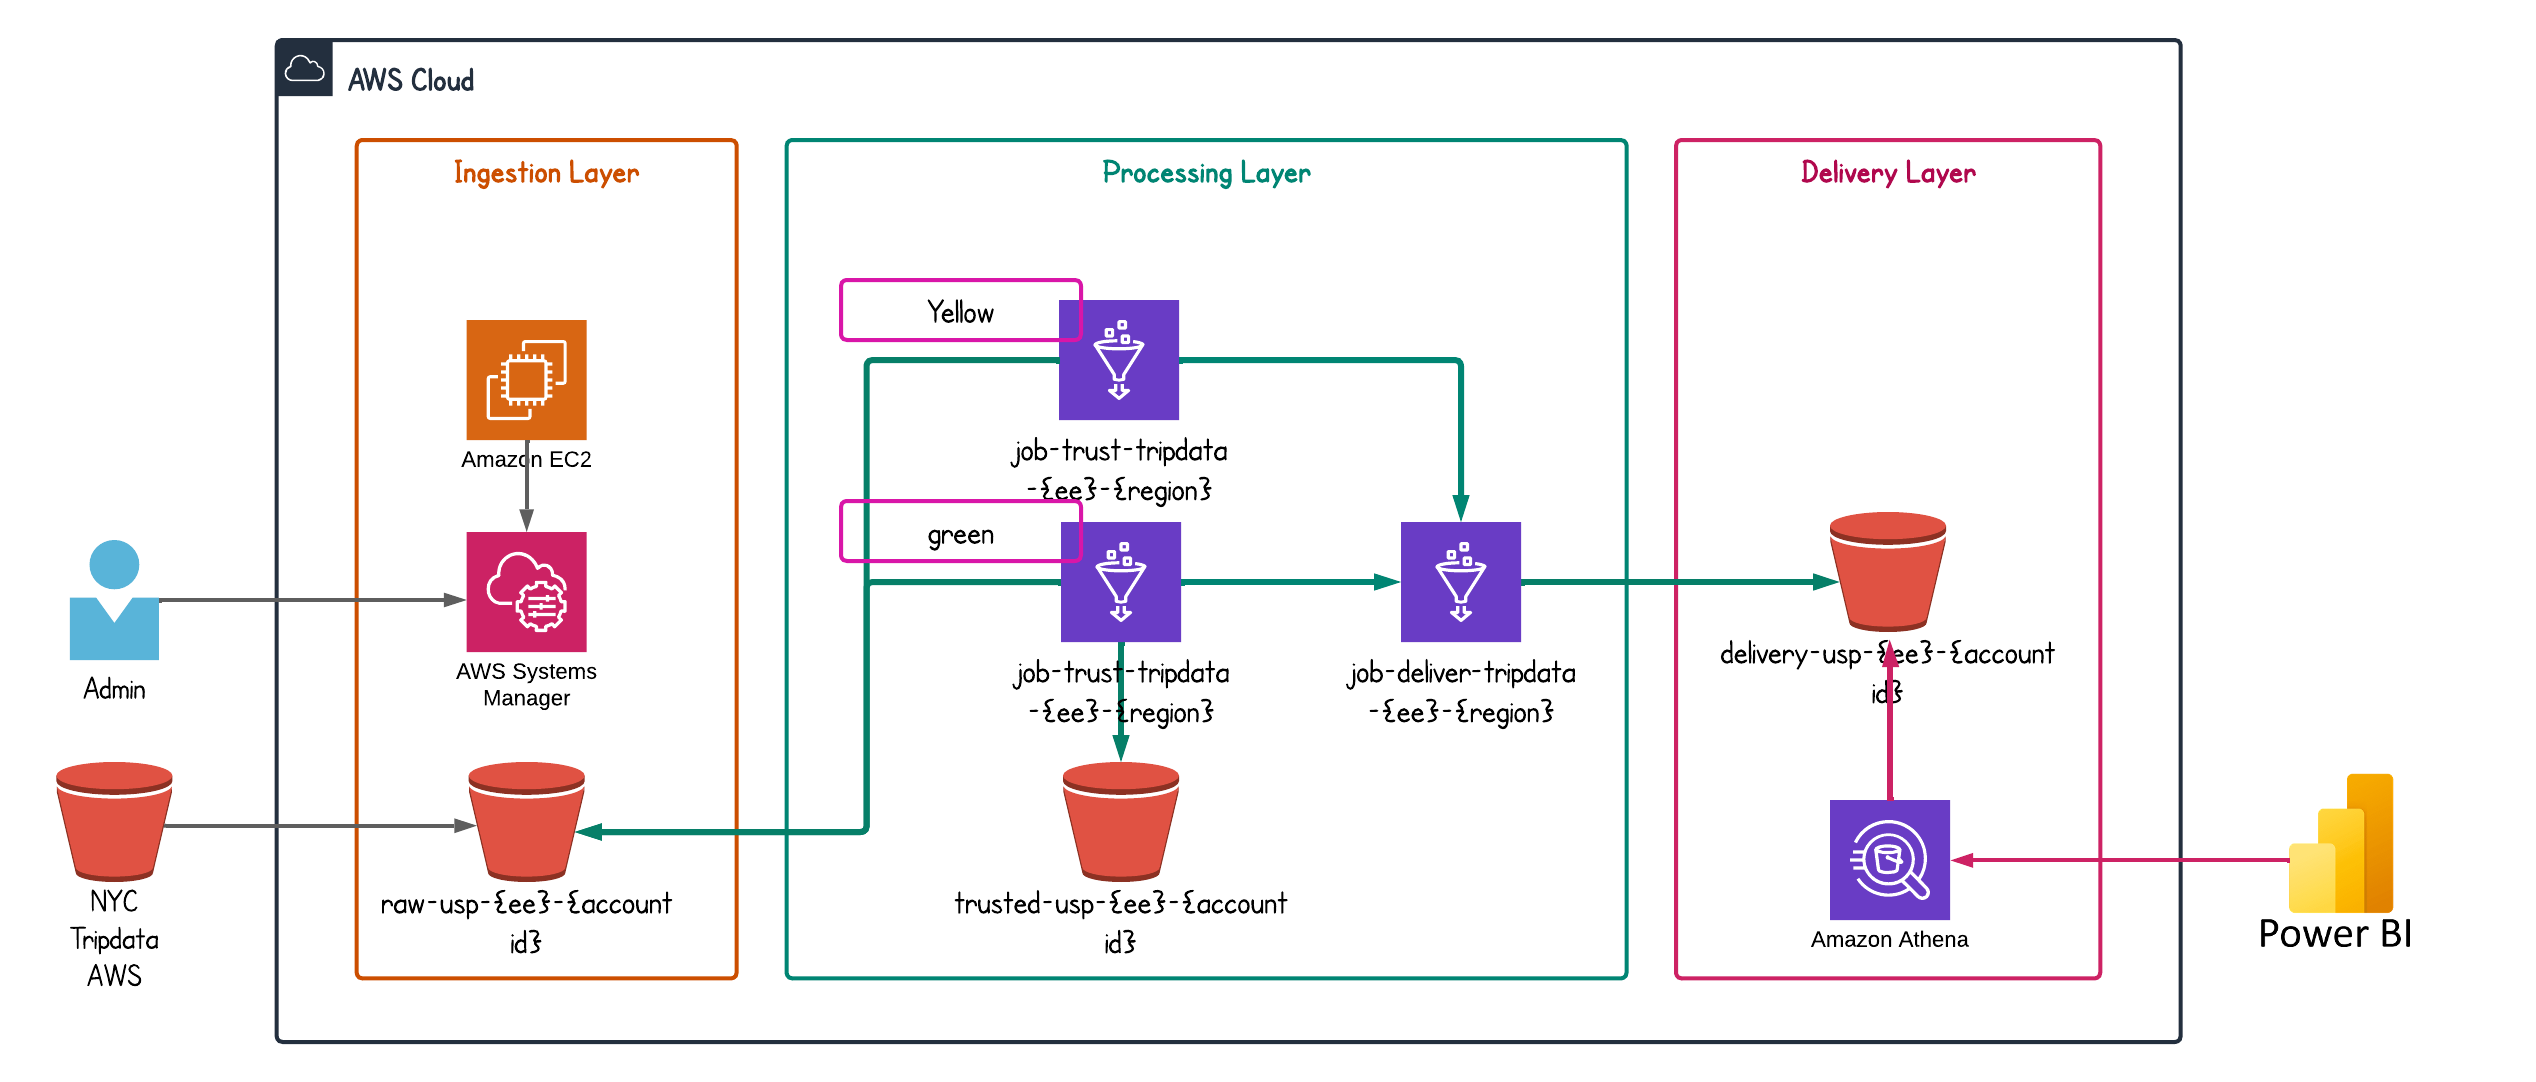 AWS Cloud
Ingestion Layer
Processing Layer
Delivery Layer
Yellow
job-trust-tripdata
-{ee}-{region}
Amazon EC2
green
AWS Systems
Manager
Admin
job-trust-tripdata
-{ee}-{region}
job-deliver-tripdata
-{ee}-{region}
delivery-usp-{ee}-{account
id}
NYC
Tripdata
AWS
raw-usp-{ee}-{account
id}
trusted-usp-{ee}-{account
id}
Amazon Athena
Power BI